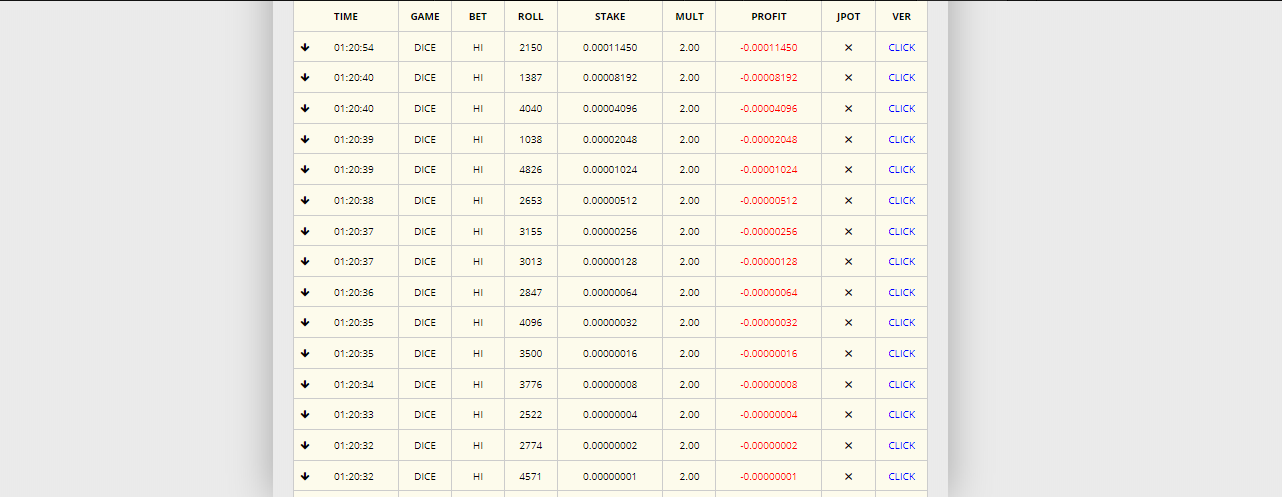 TIME GAME BET ROLL STAKE MULT PROFIT JPOT VER
01:20:54 DICE HI 2150 0.00011450 2.00 -0.00011450 CLICK
01:20:40 DICE HI 1387 0.00008192 2.00 -0.00008192 CLICK
01:20:40 DICE HI 4040 0.00004096 2.00 -0.00004096 CLICK
01:20:39 DICE HI 1038 0.00002048 2.00 -0.00002048 CLICK
01:20:39 DICE HI 4826 0.00001024 2.00 -0.00001024 CLICK
01:20:38 DICE HI 2653 0.00000512 2.00 -0.00000512 CLICK
01:20:37 DICE HI 3155 0.00000256 2.00 -0.00000256 CLICK
01:20:37 DICE HI 3013 0.00000128 2.00 -0.00000128 CLICK
01:20:36 DICE HI 2847 0.00000064 2.00 -0.00000064 CLICK
01:20:35 DICE HI 4096 0.00000032 2.00 -0.00000032 CLICK
01:20:35 DICE HI 3500 0.00000016 2.00 -0.00000016 CLICK
01:20:34 DICE HI 3776 0.00000008 2.00 -0.00000008 CLICK
01:20:33 DICE HI 2522 0.00000004 2.00 -0.00000004 CLICK
01:20:32 DICE HI 2774 0.00000002 2.00 -0.00000002 CLICK
01:20:32 DICE HI 4571 0.00000001 2.00 -0.00000001 CLICK